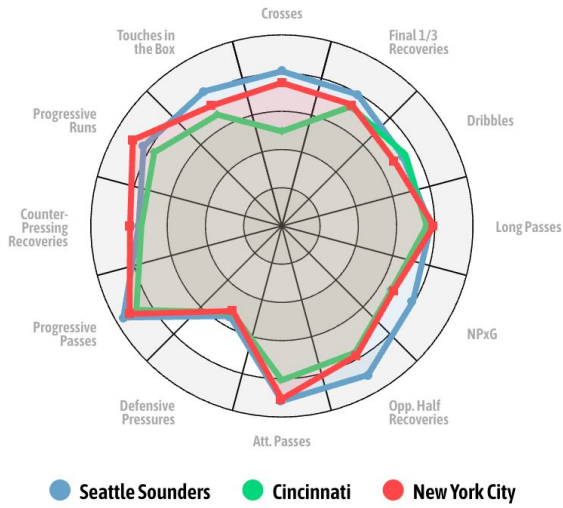 Crosses
Touches in
the Box
Final 1/3
Recoveries
Progressive
Runs
Dribbles
Counter-
Pressing
Recoveries
Long Passes
Progressive
Passes
NPxG
Defensive
Pressures
Opp. Half
Recoveries
Att. Passes
Seattle Sounders
Cincinnati
New York City